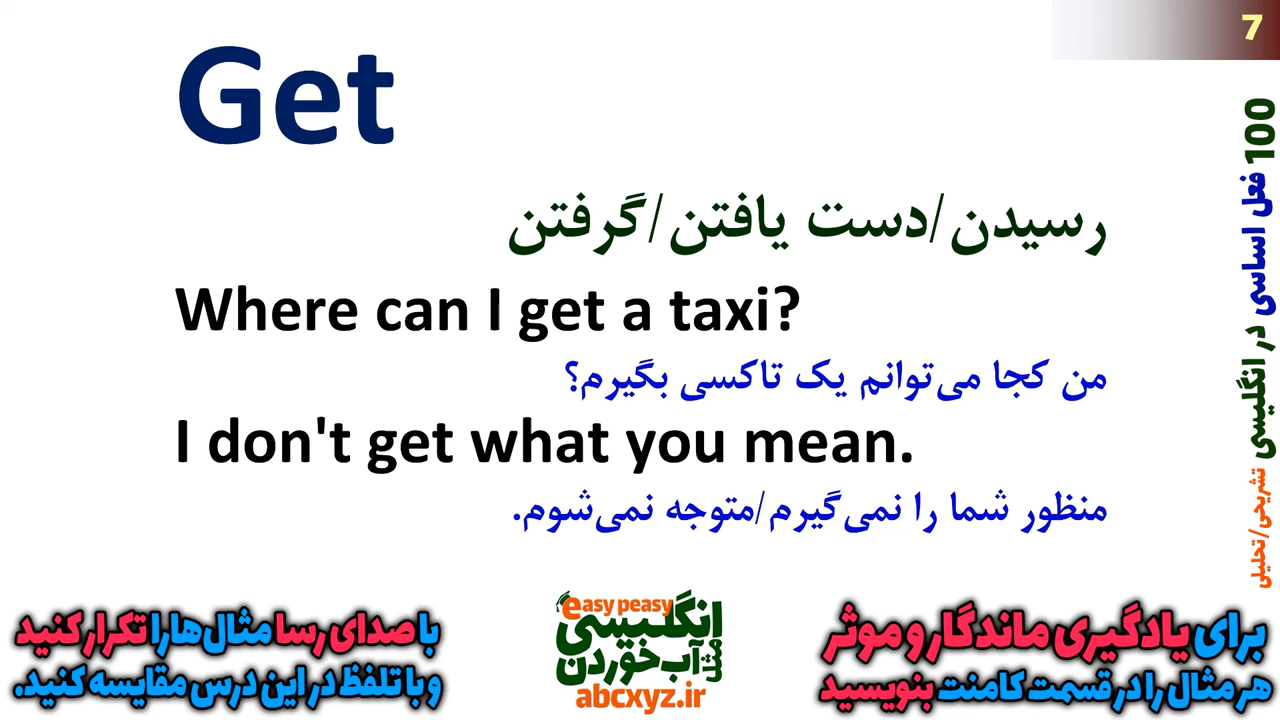 7
Get
رسیدن/دست یافتن/گرفتن
Where can I get a taxi?
من کجا می‌توانم یک تاکسی بگیرم؟
I don't get what you mean.
منظور شما را نمی‌گیرم/متوجه نمی‌شوم.
100 فعل اساسی در انگلیسی تشریحی/تحلیلی
برای یادگیری ماندگار و موثر
هر مثال را در قسمت کامنت بنویسید
easy peasy
انگلیسی
مثل
آب خوردن
abcxyz.ir
با صدای رسا مثال‌ها را تکرار کنید
و با تلفظ در این درس مقایسه کنید.